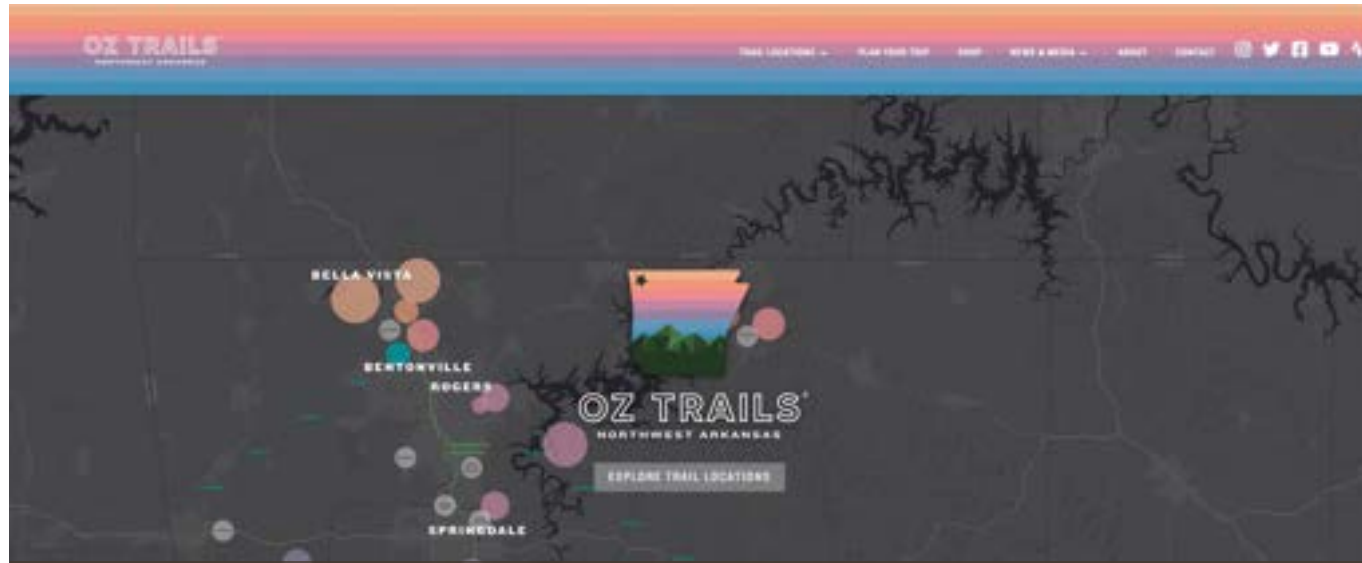 OZ TRAILS
NORTHWEST ARKANSAS
TRAIL LOCATIONS PLAN YOUR TRIP SHOP NEWS & MEDIA ABOUT CONTACT
BELLA VISTA
BENTONVILLE
ROGERS
OZ TRAILS
NORTHWEST ARKANSAS
EXPLORE TRAIL LOCATIONS
SPRINGDALE